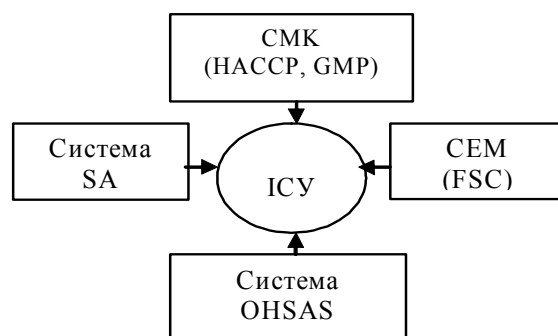 СМК
(HACCP, GMP)
Система
SA
ІСУ
СЕМ
(FSC)
Система
OHSAS